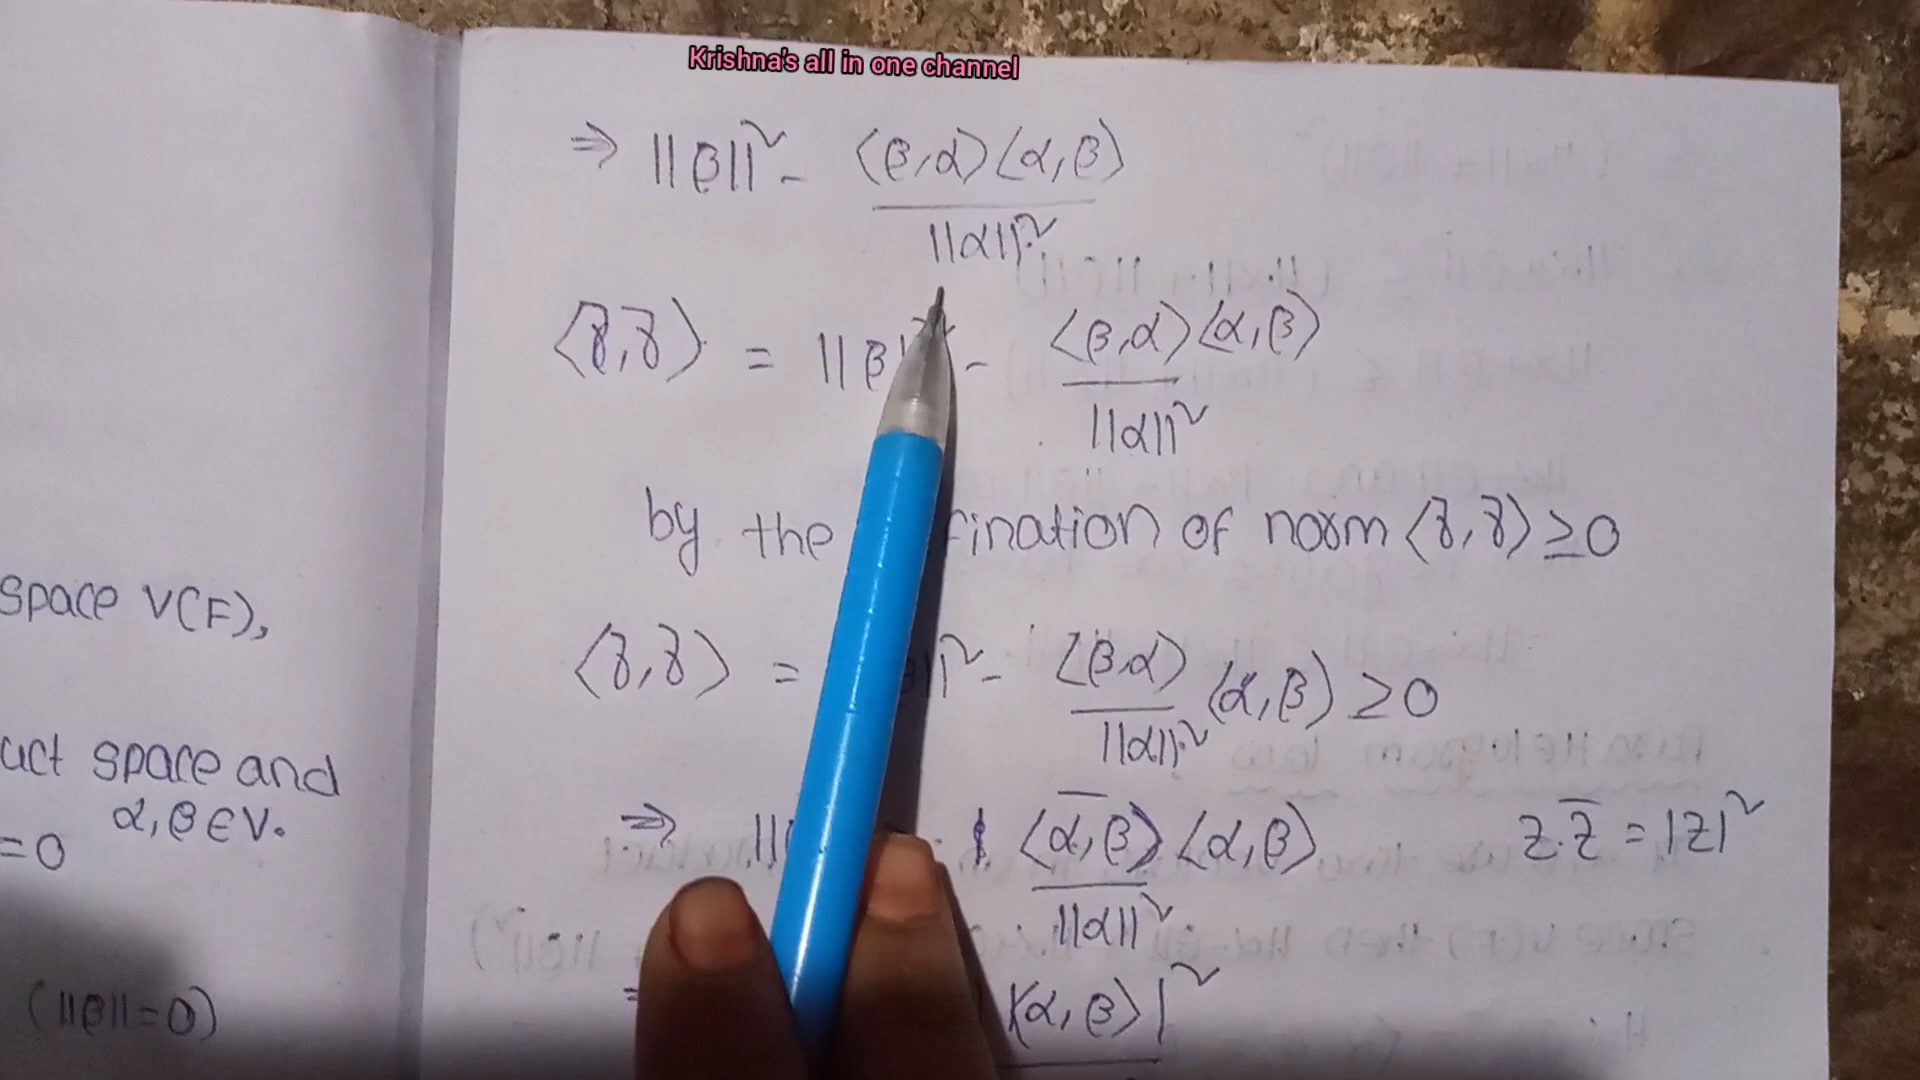 Krishna's all in one channel
space V(F),
uct space and
α, β ∈ V.
= 0
(||β|| = 0)
⇒ ||β||² - ⟨β,α⟩⟨α,β⟩ / ||α||²
⟨γ,γ⟩ = ||β - ⟨β,α⟩⟨α,β⟩ / ||α||²
by the fination of norm ⟨γ,γ⟩ ≥ 0
⟨γ,γ⟩ = β||² - ⟨β,α⟩ / ||α||² ⟨α,β⟩ ≥ 0
⇒ || ⟨α,β⟩̅ ⟨α,β⟩ / ||α||² z.z̅ = |z|²
|⟨α,β⟩|²